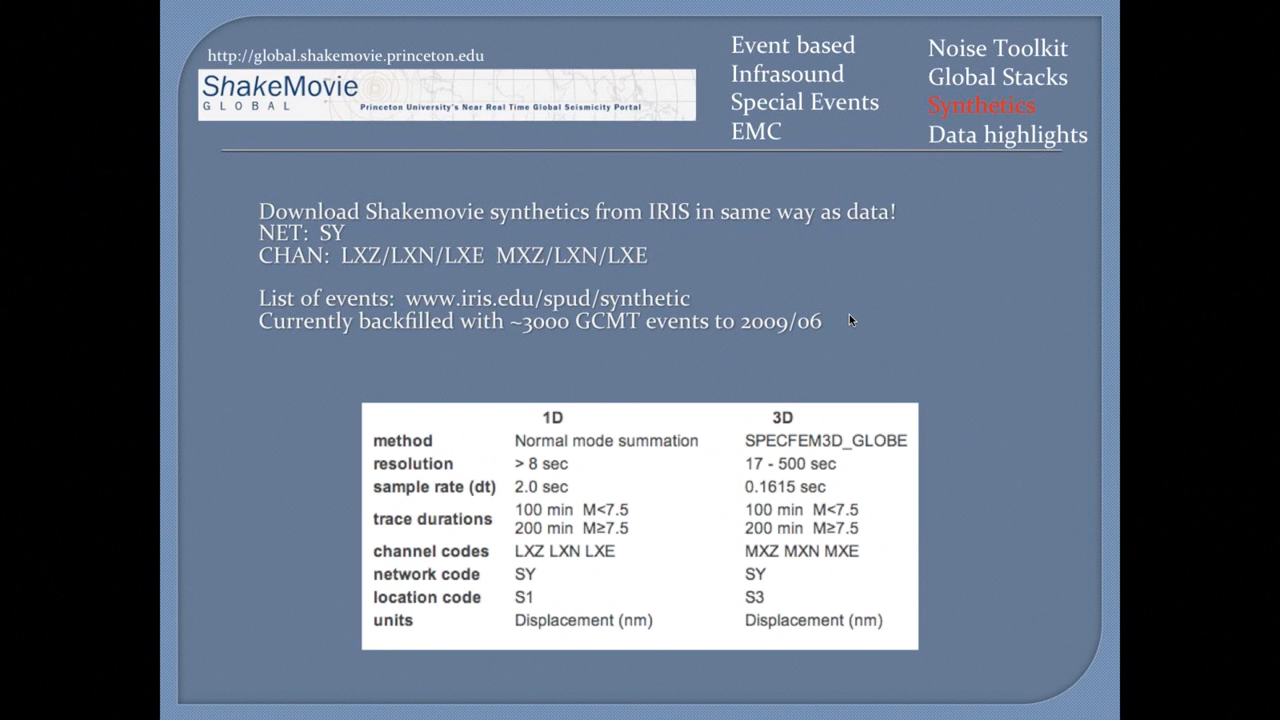 http://global.shakemovie.princeton.edu
ShakeMovie
GLOBAL Princeton University's Near Real Time Global Seismicity Portal
Event based
Infrasound
Special Events
EMC
Noise Toolkit
Global Stacks
Synthetics
Data highlights
Download Shakemovie synthetics from IRIS in same way as data!
NET: SY
CHAN: LXZ/LXN/LXE MXZ/LXN/LXE
List of events: www.iris.edu/spud/synthetic
Currently backfilled with ~3000 GCMT events to 2009/06
1D 3D
method Normal mode summation SPECFEM3D_GLOBE
resolution > 8 sec 17 - 500 sec
sample rate (dt) 2.0 sec 0.1615 sec
trace durations 100 min M<7.5 100 min M<7.5
200 min M≥7.5 200 min M≥7.5
channel codes LXZ LXN LXE MXZ MXN MXE
network code SY SY
location code S1 S3
units Displacement (nm) Displacement (nm)